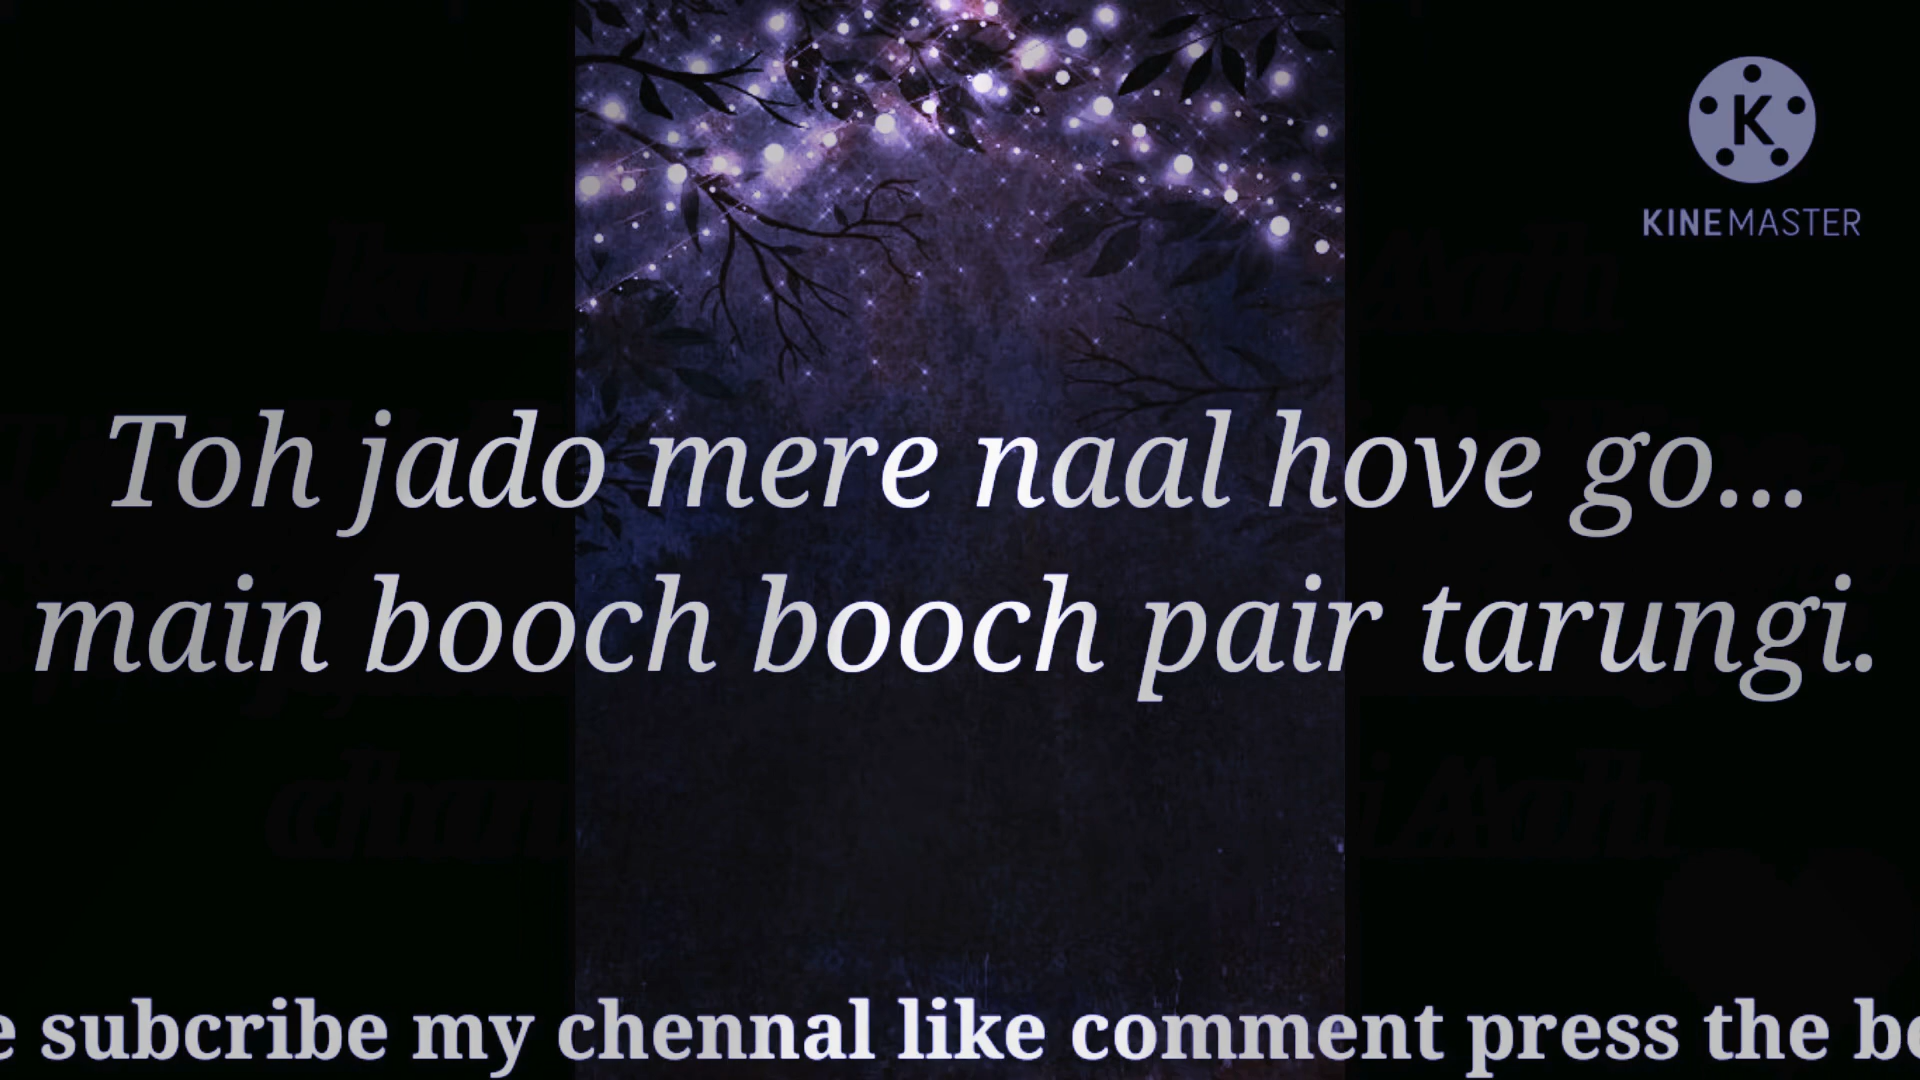 KINEMASTER
Toh jado mere naal hove go...
main booch booch pair tarungi.
subcribe my chennal like comment press the